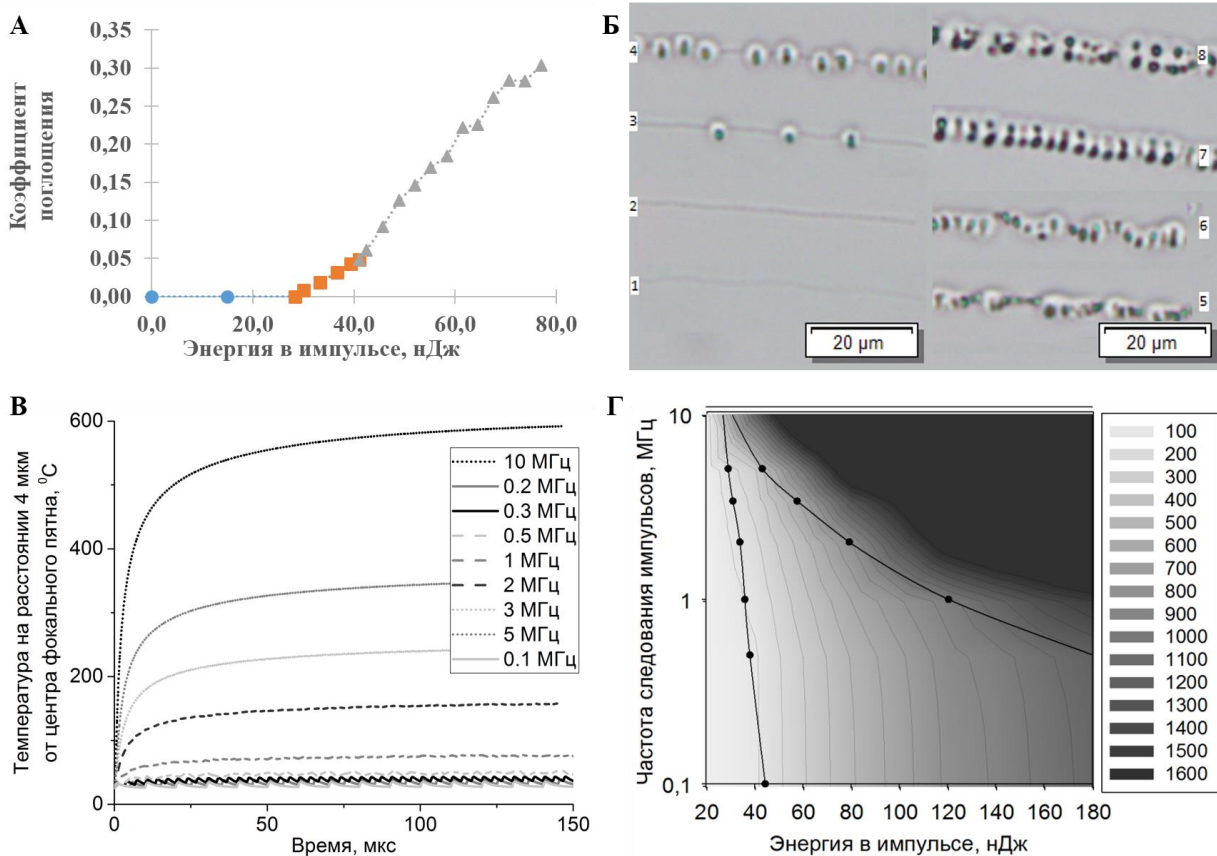 А
Коэффициент
поглощения
0,35
0,30
0,25
0,20
0,15
0,10
0,05
0,00
0,0
20,0
40,0
60,0
80,0
Энергия в импульсе, нДж
Б
4
3
2
1
20 µm
8
7
6
5
20 µm
В
Температура на расстоянии 4 мкм
от центра фокального пятна, ⁰C
600
400
200
0
0
50
100
150
Время, мкс
10 МГц
0.2 МГц
0.3 МГц
0.5 МГц
1 МГц
2 МГц
3 МГц
5 МГц
0.1 МГц
Г
Частота следования импульсов, МГц
10
1
0,1
20
40
60
80
100
120
140
160
180
Энергия в импульсе, нДж
100
200
300
400
500
600
700
800
900
1000
1100
1200
1300
1400
1500
1600